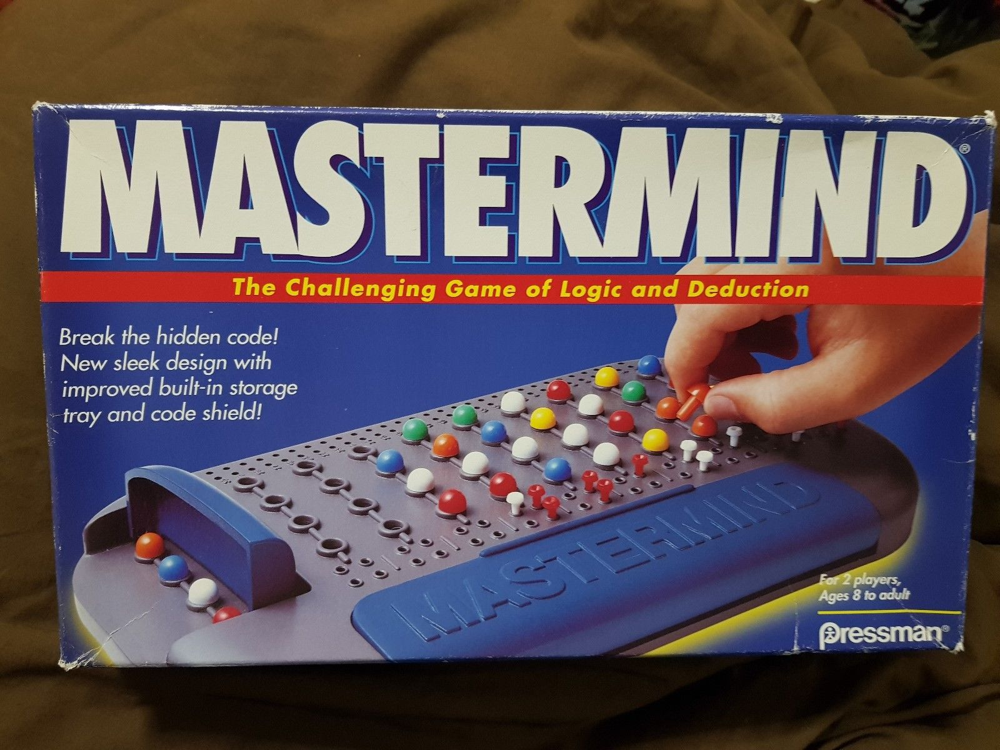 MASTERMIND®
The Challenging Game of Logic and Deduction
Break the hidden code!
New sleek design with
improved built-in storage
tray and code shield!
MASTERMIND
For 2 players,
Ages 8 to adult
Pressman®